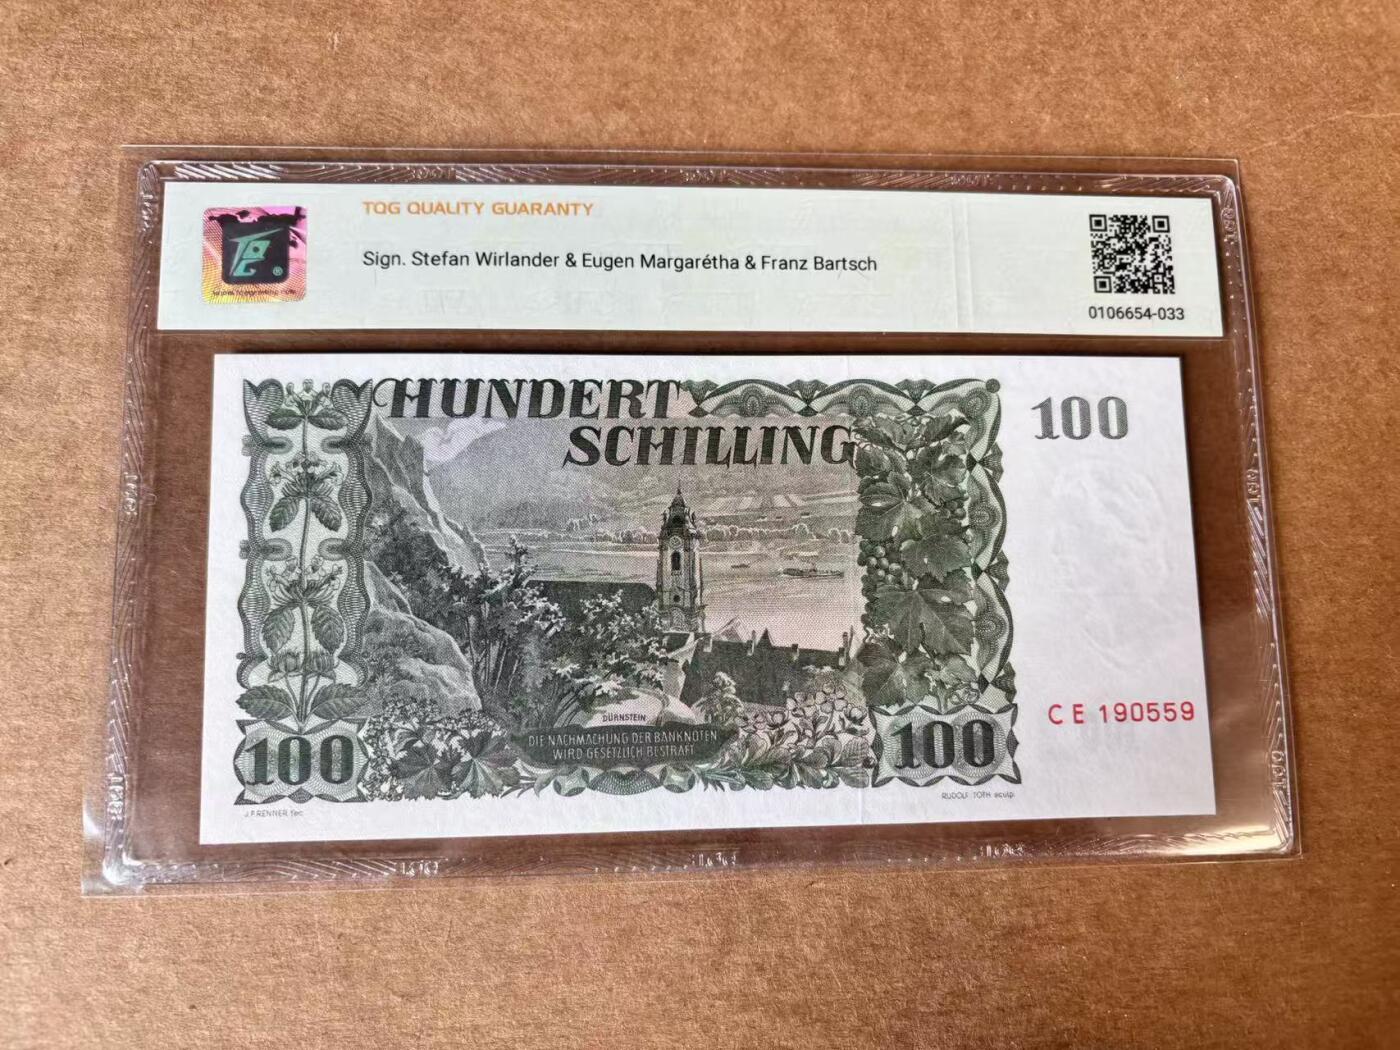 TQG QUALITY GUARANTY
Sign. Stefan Wirlander & Eugen Margarétha & Franz Bartsch
®
0106654-033
HUNDERT
SCHILLING
100
CE 190559
DÜRNSTEIN
DIE NACHMACHUNG DER BANKNOTEN
WIRD GESETZLICH BESTRAFT
100
100
J.F.RENNER fec.
RUDOLF TOTH sculp.